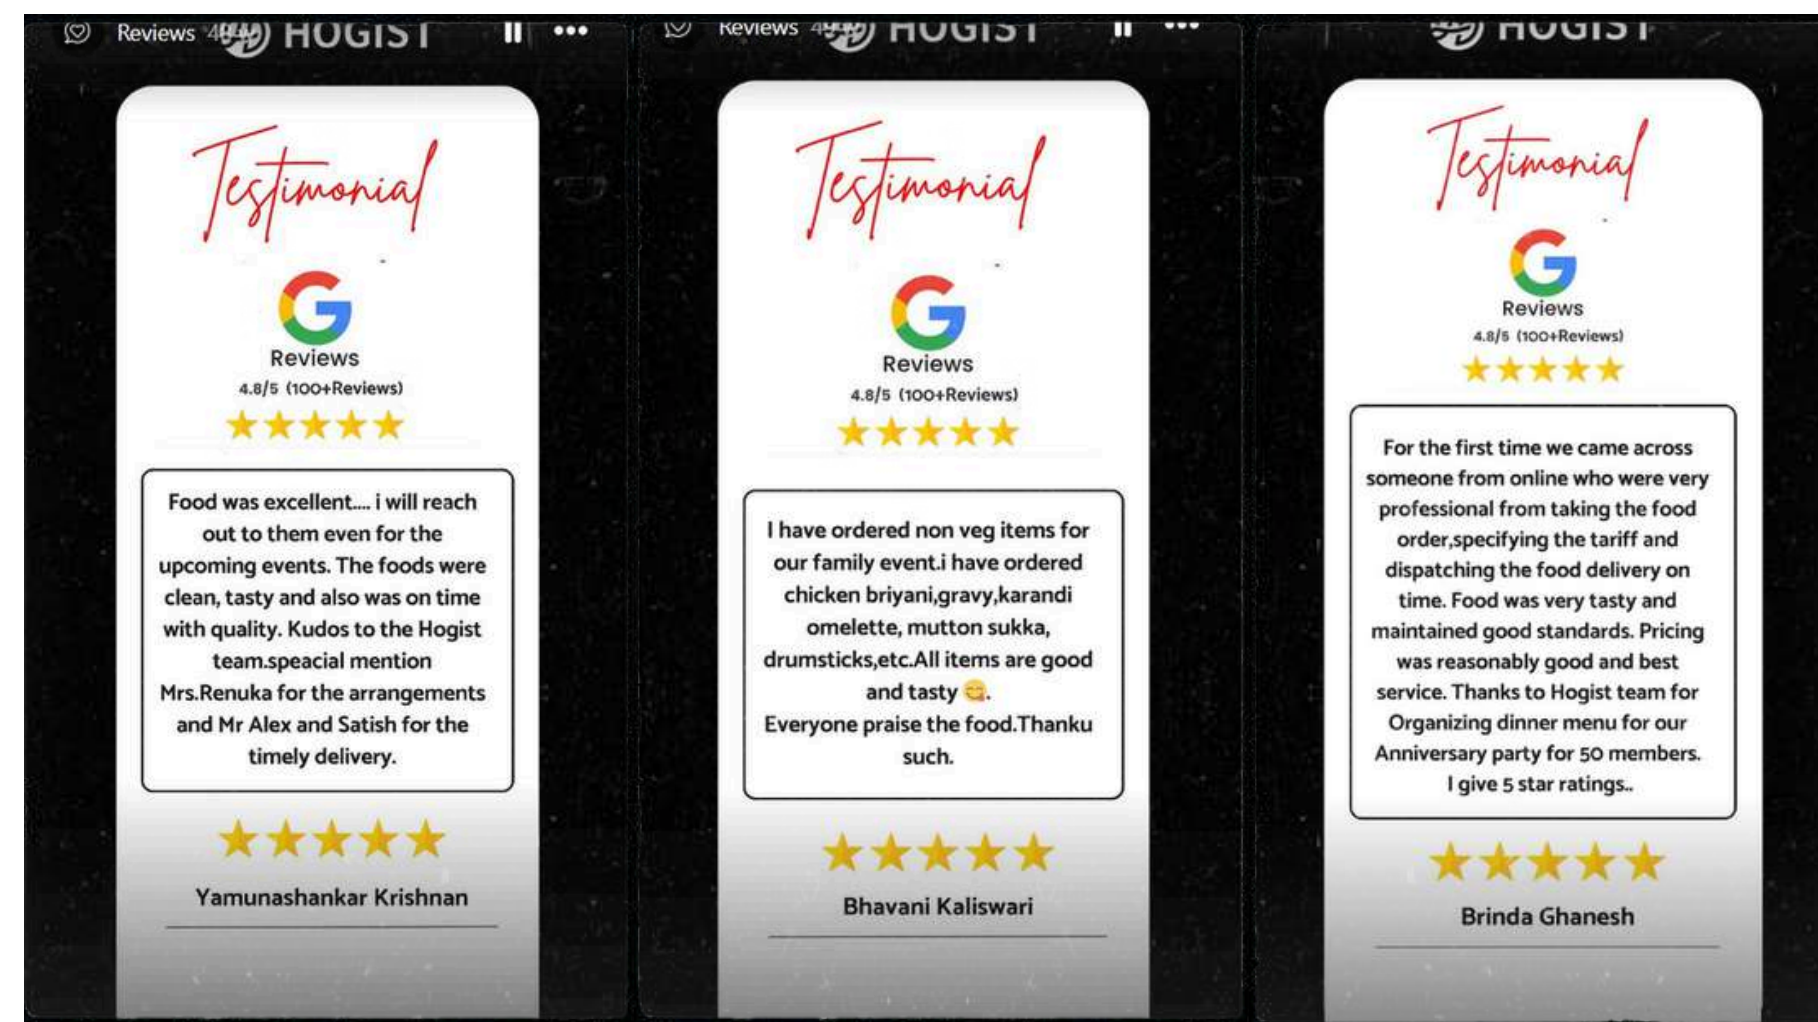 Reviews
HOGIST
Testimonial
Reviews
4.8/5 (100+Reviews)
Food was excellent.... i will reach
out to them even for the
upcoming events. The foods were
clean, tasty and also was on time
with quality. Kudos to the Hogist
team.speacial mention
Mrs.Renuka for the arrangements
and Mr Alex and Satish for the
timely delivery.
Yamunashankar Krishnan
Reviews
HOGIST
Testimonial
Reviews
4.8/5 (100+Reviews)
I have ordered non veg items for
our family event.i have ordered
chicken briyani,gravy,karandi
omelette, mutton sukka,
drumsticks,etc.All items are good
and tasty 😋.
Everyone praise the food.Thanku
such.
Bhavani Kaliswari
HOGIST
Testimonial
Reviews
4.8/5 (100+Reviews)
For the first time we came across
someone from online who were very
professional from taking the food
order,specifying the tariff and
dispatching the food delivery on
time. Food was very tasty and
maintained good standards. Pricing
was reasonably good and best
service. Thanks to Hogist team for
Organizing dinner menu for our
Anniversary party for 50 members.
I give 5 star ratings..
Brinda Ghanesh